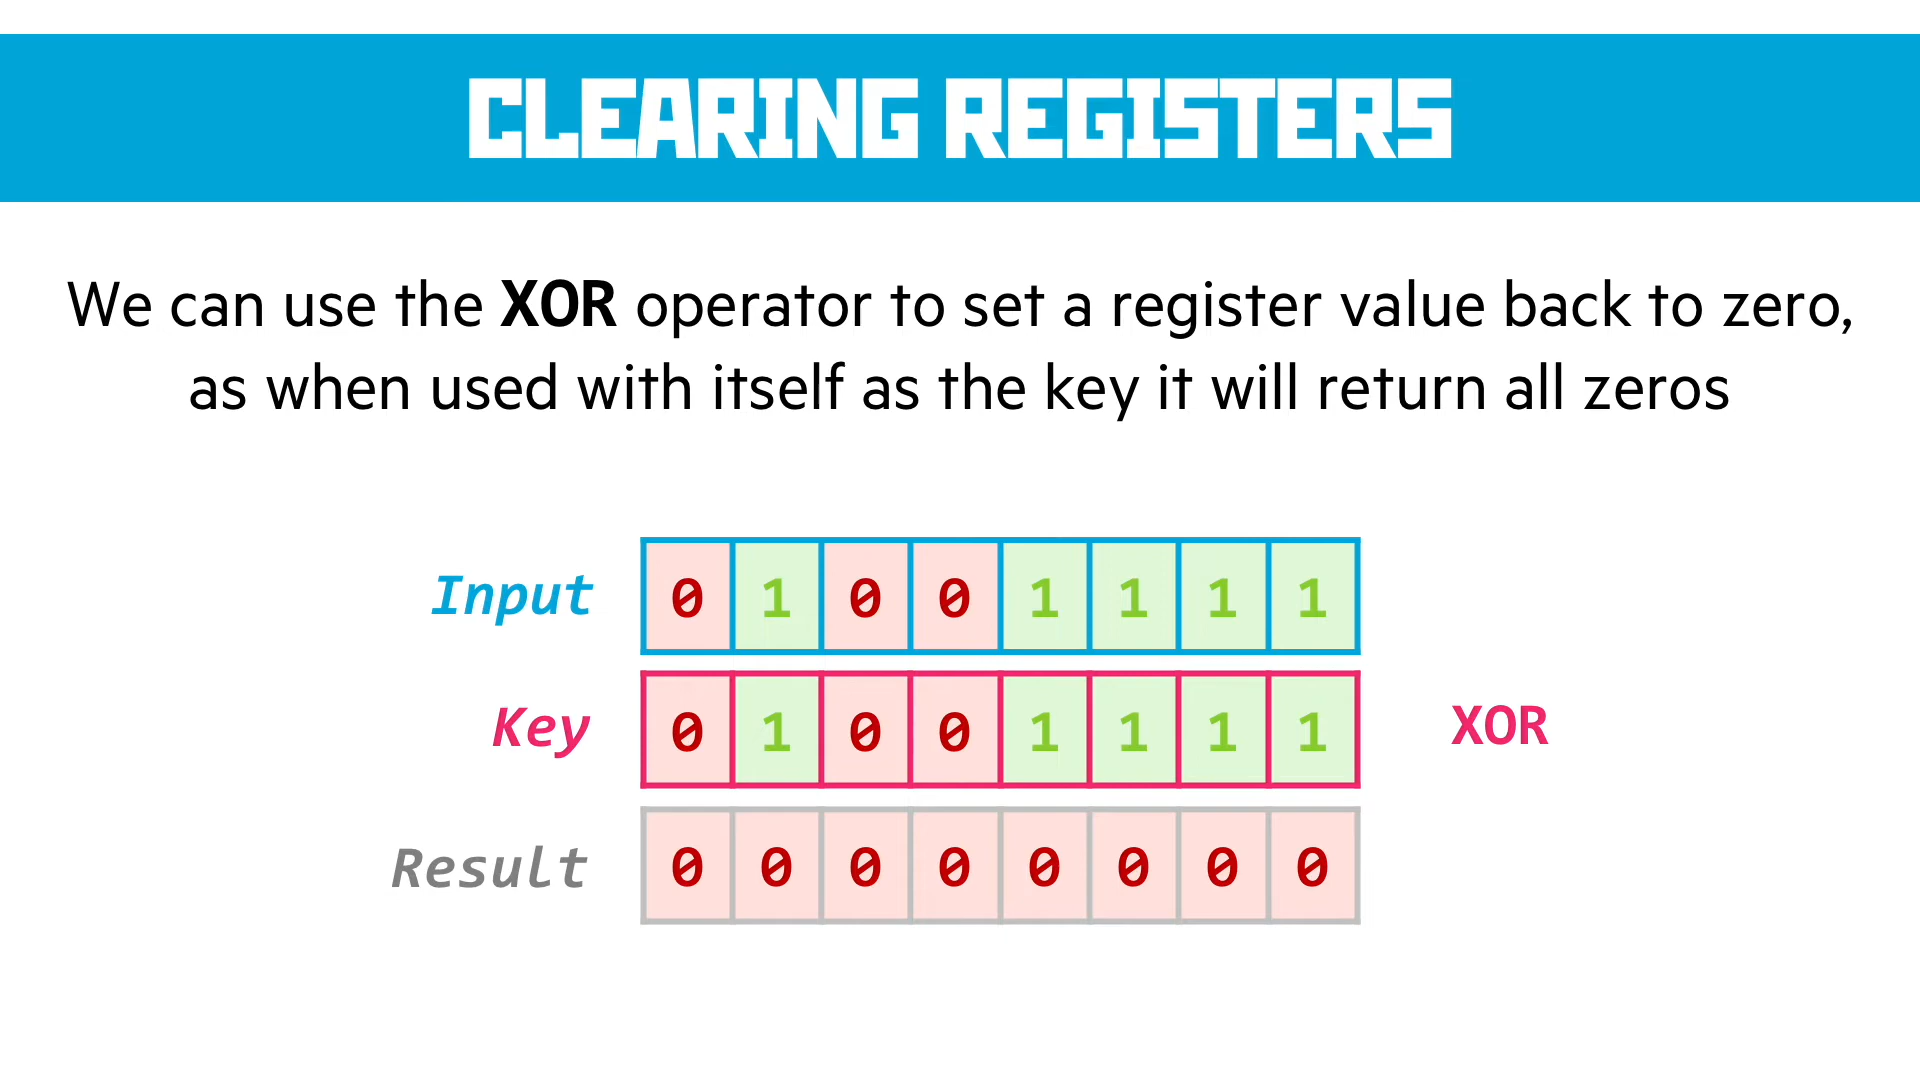 CLEARING REGISTERS
We can use the XOR operator to set a register value back to zero,
as when used with itself as the key it will return all zeros
Input 0 1 0 0 1 1 1 1
Key 0 1 0 0 1 1 1 1 XOR
Result 0 0 0 0 0 0 0 0